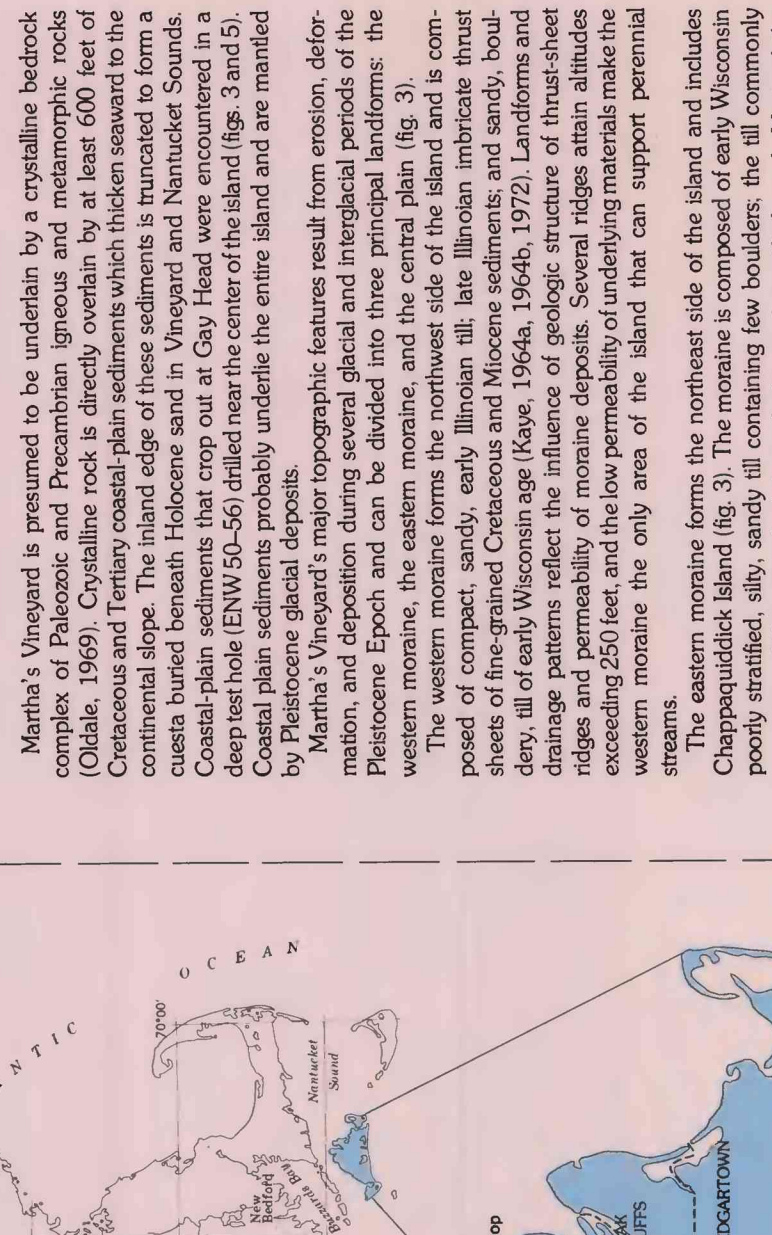 Martha's Vineyard is presumed to be underlain by a crystalline bedrock
complex of Paleozoic and Precambrian igneous and metamorphic rocks
(Oldale, 1969). Crystalline rock is directly overlain by at least 600 feet of
Cretaceous and Tertiary coastal-plain sediments which thicken seaward to the
continental slope. The inland edge of these sediments is truncated to form a
cuesta buried beneath Holocene sand in Vineyard and Nantucket Sounds.
Coastal-plain sediments that crop out at Gay Head were encountered in a
deep test hole (ENW 50–56) drilled near the center of the island (figs. 3 and 5).
Coastal plain sediments probably underlie the entire island and are mantled
by Pleistocene glacial deposits.
Martha's Vineyard's major topographic features result from erosion, defor-
mation, and deposition during several glacial and interglacial periods of the
Pleistocene Epoch and can be divided into three principal landforms: the
western moraine, the eastern moraine, and the central plain (fig. 3).
The western moraine forms the northwest side of the island and is com-
posed of compact, sandy, early Illinoian till; late Illinoian imbricate thrust
sheets of fine-grained Cretaceous and Miocene sediments; and sandy, boul-
dery, till of early Wisconsin age (Kaye, 1964a, 1964b, 1972). Landforms and
drainage patterns reflect the influence of geologic structure of thrust-sheet
ridges and permeability of moraine deposits. Several ridges attain altitudes
exceeding 250 feet, and the low permeability of underlying materials make the
western moraine the only area of the island that can support perennial
streams.
The eastern moraine forms the northeast side of the island and includes
Chappaquiddick Island (fig. 3). The moraine is composed of early Wisconsin
poorly stratified, silty, sandy till containing few boulders; the till commonly
NTIC
OCEAN
70°00'
Nantucket
Sound
New
Bedford
Buzzards Bay
op
AK
UFFS
DGARTOWN